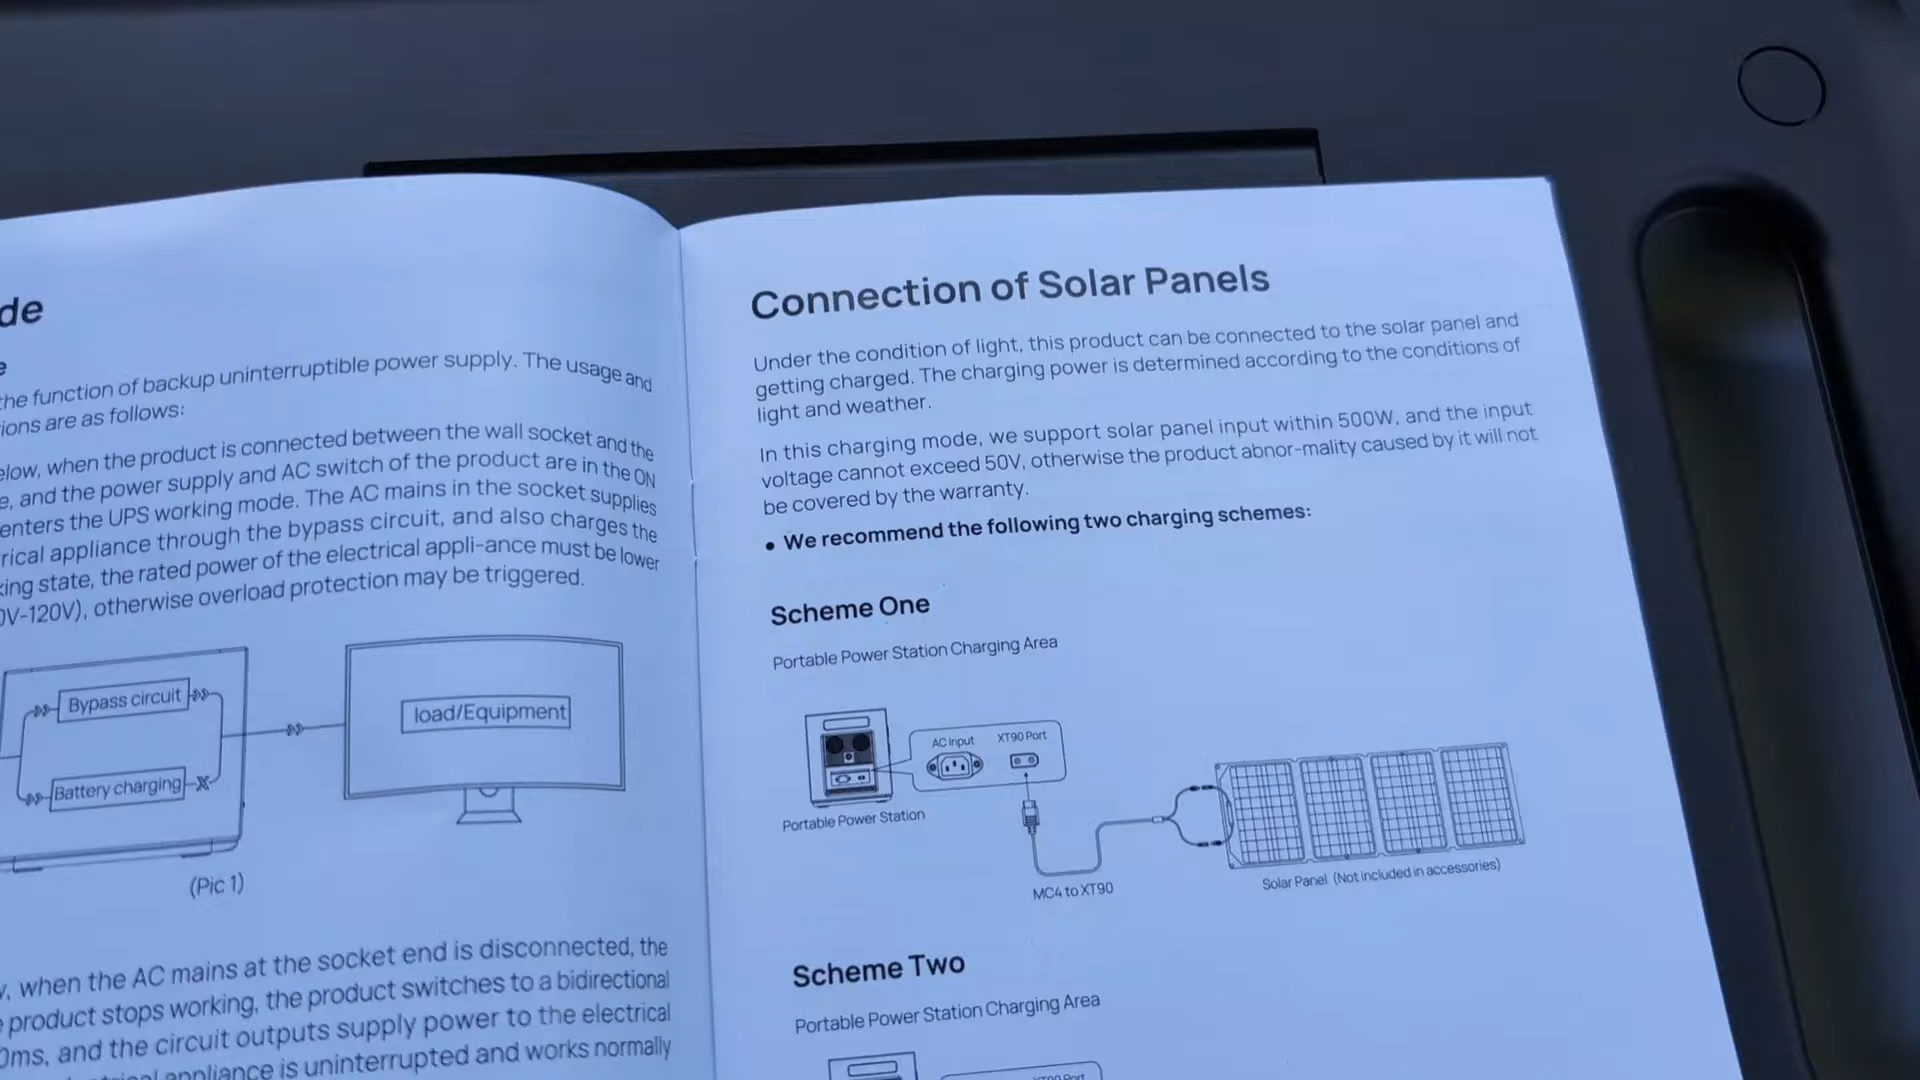 de
e
the function of backup uninterruptible power supply. The usage and
ions are as follows:
elow, when the product is connected between the wall socket and the
e, and the power supply and AC switch of the product are in the ON
enters the UPS working mode. The AC mains in the socket supplies
rical appliance through the bypass circuit, and also charges the
king state, the rated power of the electrical appli-ance must be lower
0V-120V), otherwise overload protection may be triggered.
Bypass circuit
load/Equipment
Battery charging
(Pic 1)
, when the AC mains at the socket end is disconnected, the
product stops working, the product switches to a bidirectional
0ms, and the circuit outputs supply power to the electrical
appliance is uninterrupted and works normally
Connection of Solar Panels
Under the condition of light, this product can be connected to the solar panel and
getting charged. The charging power is determined according to the conditions of
light and weather.
In this charging mode, we support solar panel input within 500W, and the input
voltage cannot exceed 50V, otherwise the product abnor-mality caused by it will not
be covered by the warranty.
• We recommend the following two charging schemes:
Scheme One
Portable Power Station Charging Area
AC Input XT90 Port
Portable Power Station
MC4 to XT90
Solar Panel (Not included in accessories)
Scheme Two
Portable Power Station Charging Area
XT90 Port